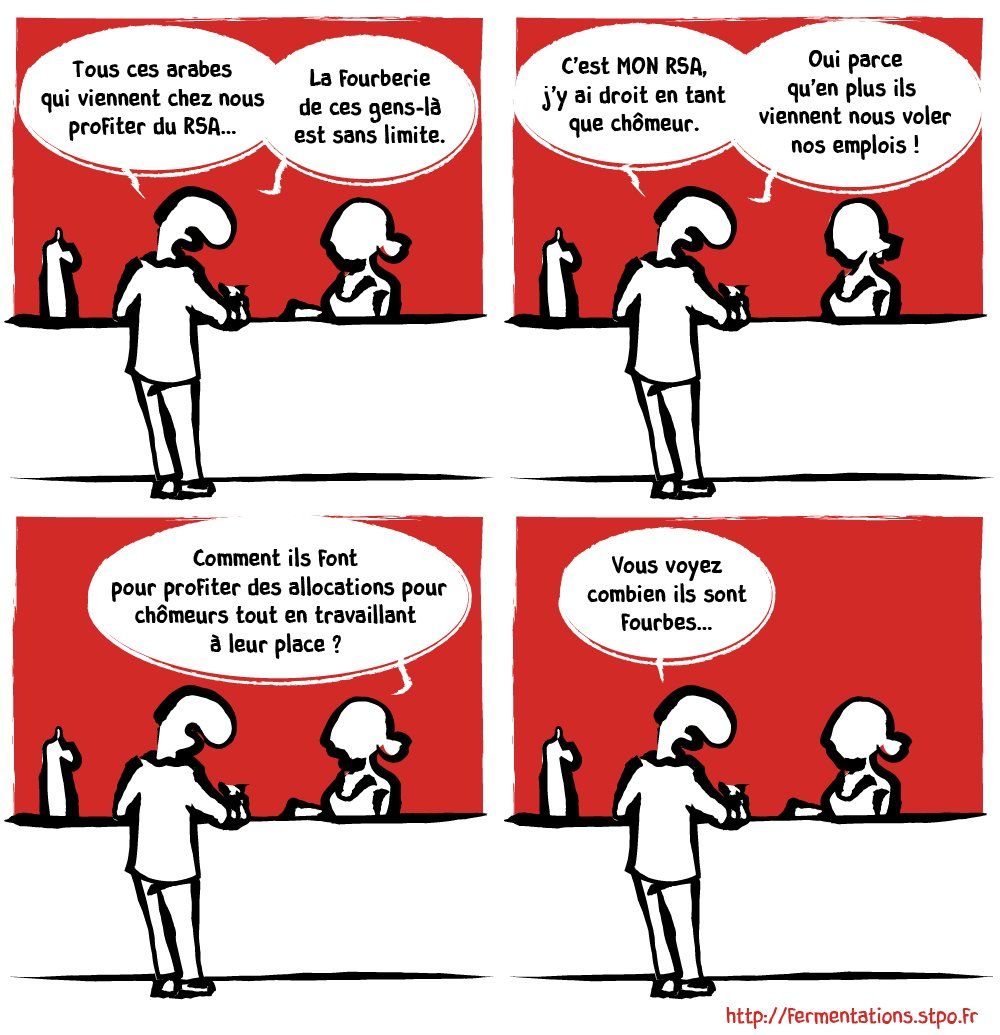 Tous ces arabes
qui viennent chez nous
profiter du RSA...
La fourberie
de ces gens-là
est sans limite.
C'est MON RSA,
j'y ai droit en tant
que chômeur.
Oui parce
qu'en plus ils
viennent nous voler
nos emplois !
Comment ils font
pour profiter des allocations pour
chômeurs tout en travaillant
à leur place ?
Vous voyez
combien ils sont
fourbes...
http://fermentations.stpo.fr